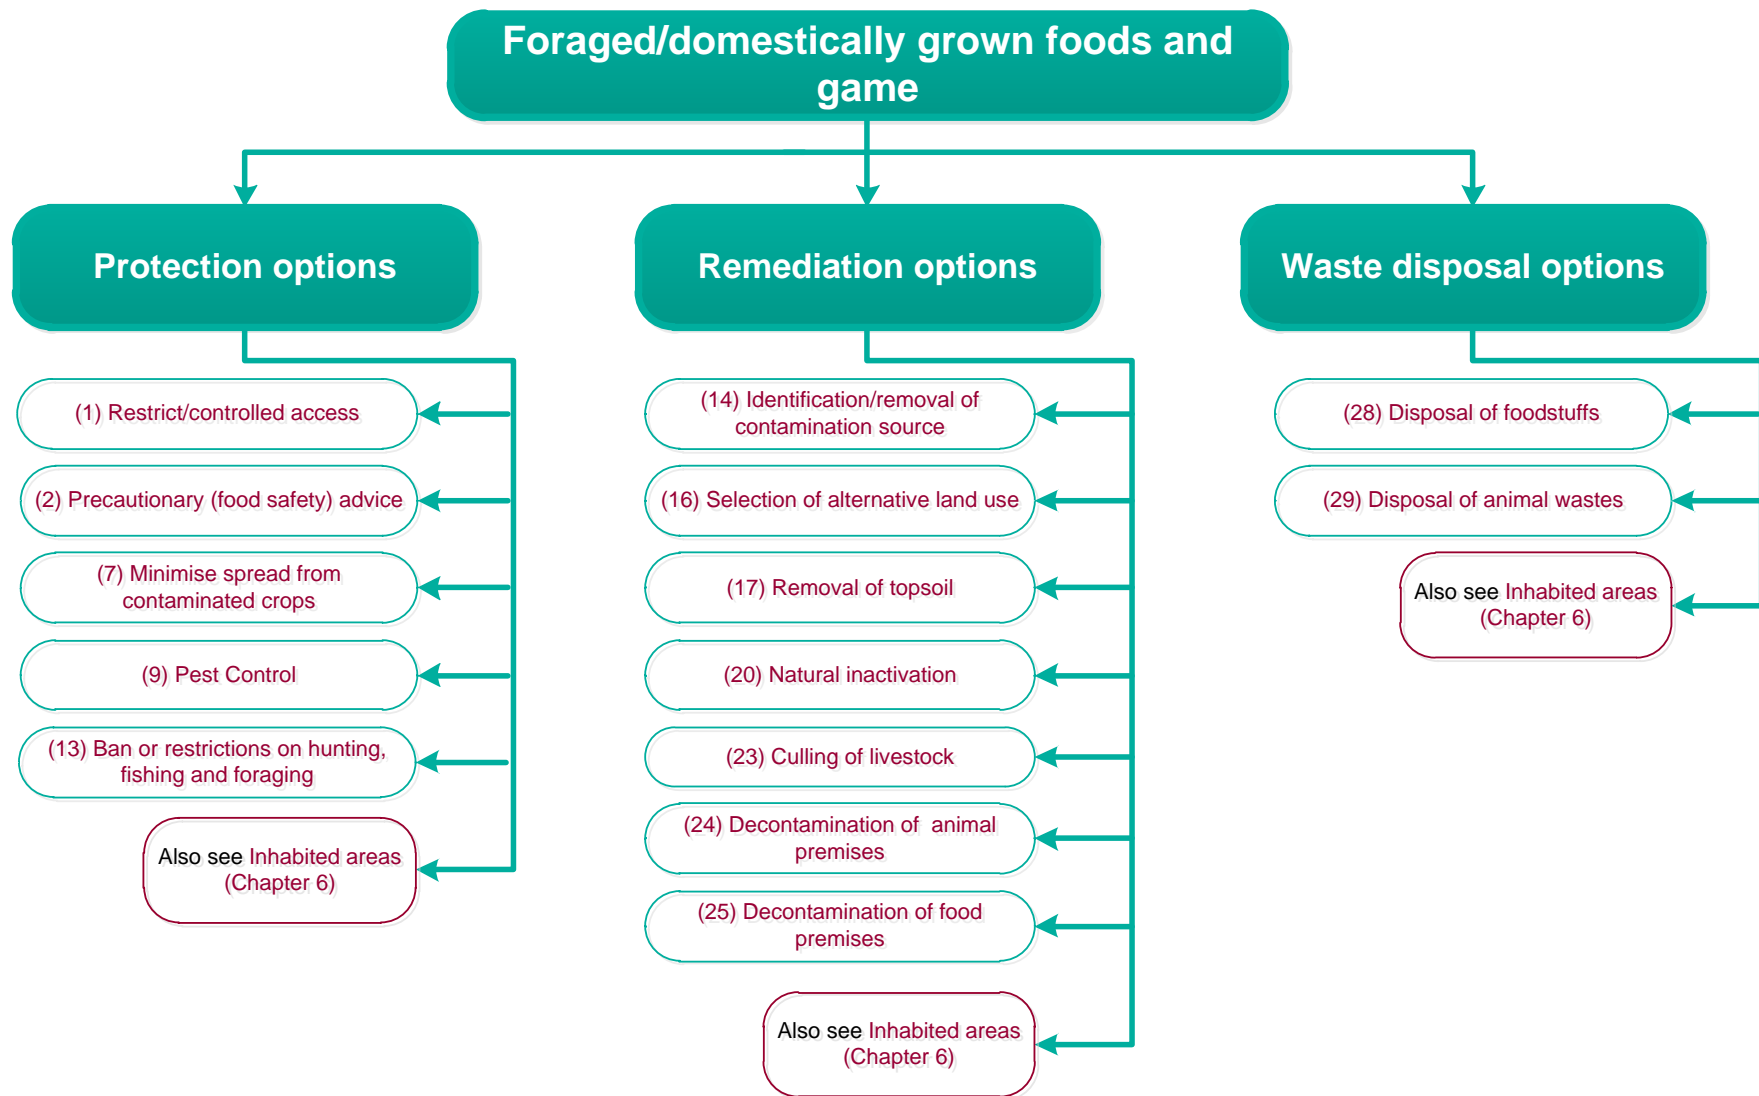 Foraged/domestically grown foods and
game
Protection options
Remediation options
Waste disposal options
(1) Restrict/controlled access
(2) Precautionary (food safety) advice
(7) Minimise spread from
contaminated crops
(9) Pest Control
(13) Ban or restrictions on hunting,
fishing and foraging
Also see Inhabited areas
(Chapter 6)
(14) Identification/removal of
contamination source
(16) Selection of alternative land use
(17) Removal of topsoil
(20) Natural inactivation
(23) Culling of livestock
(24) Decontamination of  animal
premises
(25) Decontamination of food
premises
Also see Inhabited areas
(Chapter 6)
(28) Disposal of foodstuffs
(29) Disposal of animal wastes
Also see Inhabited areas
(Chapter 6)